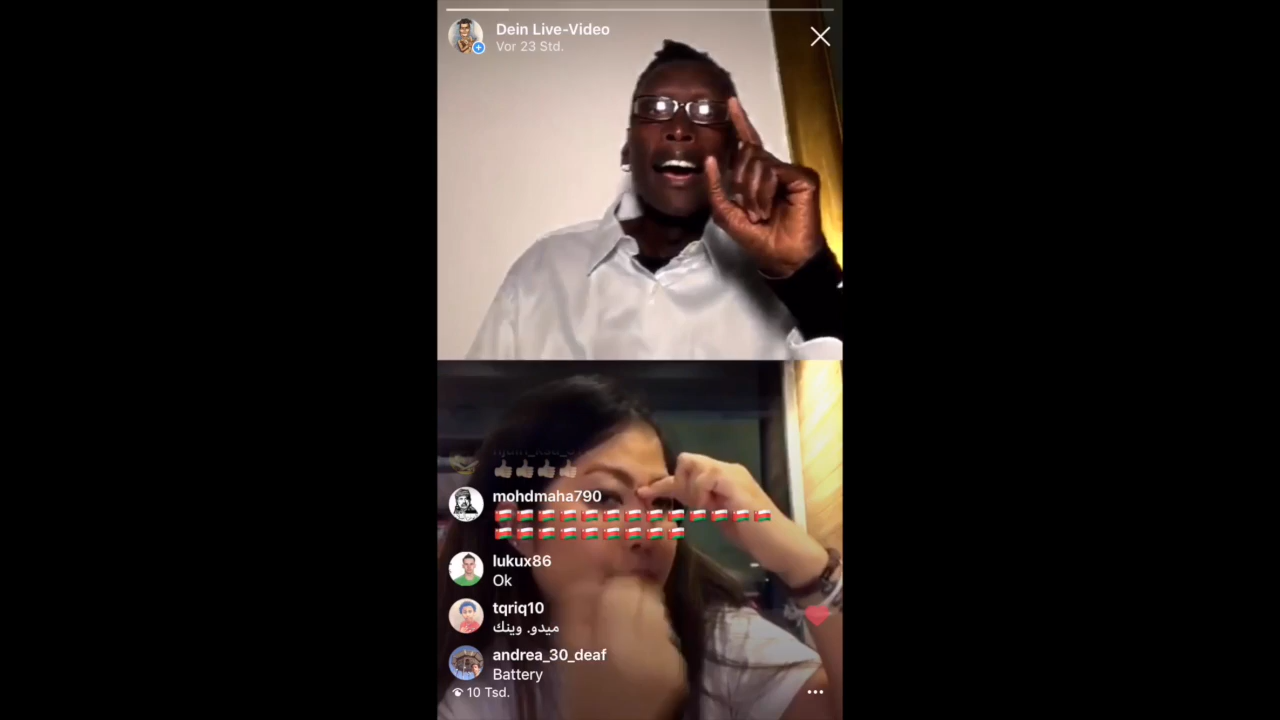 Dein Live-Video
Vor 23 Std.
mohdmaha790
lukux86
Ok
tqriq10
ميدو. وينك
andrea_30_deaf
Battery
10 Tsd.